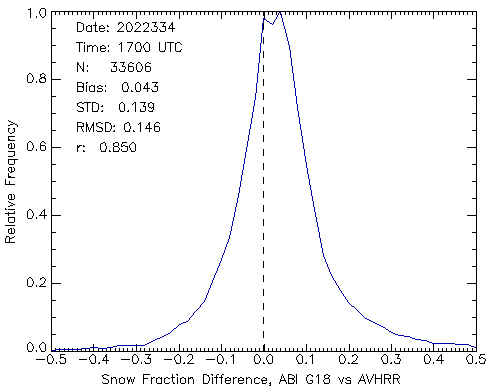 1.0
Date: 2022334
Time: 1700 UTC
N: 33606
0.8
Bias: 0.043
STD: 0.139
RMSD: 0.146
r: 0.850
0.6
Relative Frequency
0.4
0.2
0.0
-0.5 -0.4 -0.3 -0.2 -0.1 0.0 0.1 0.2 0.3 0.4 0.5
Snow Fraction Difference, ABI G18 vs AVHRR